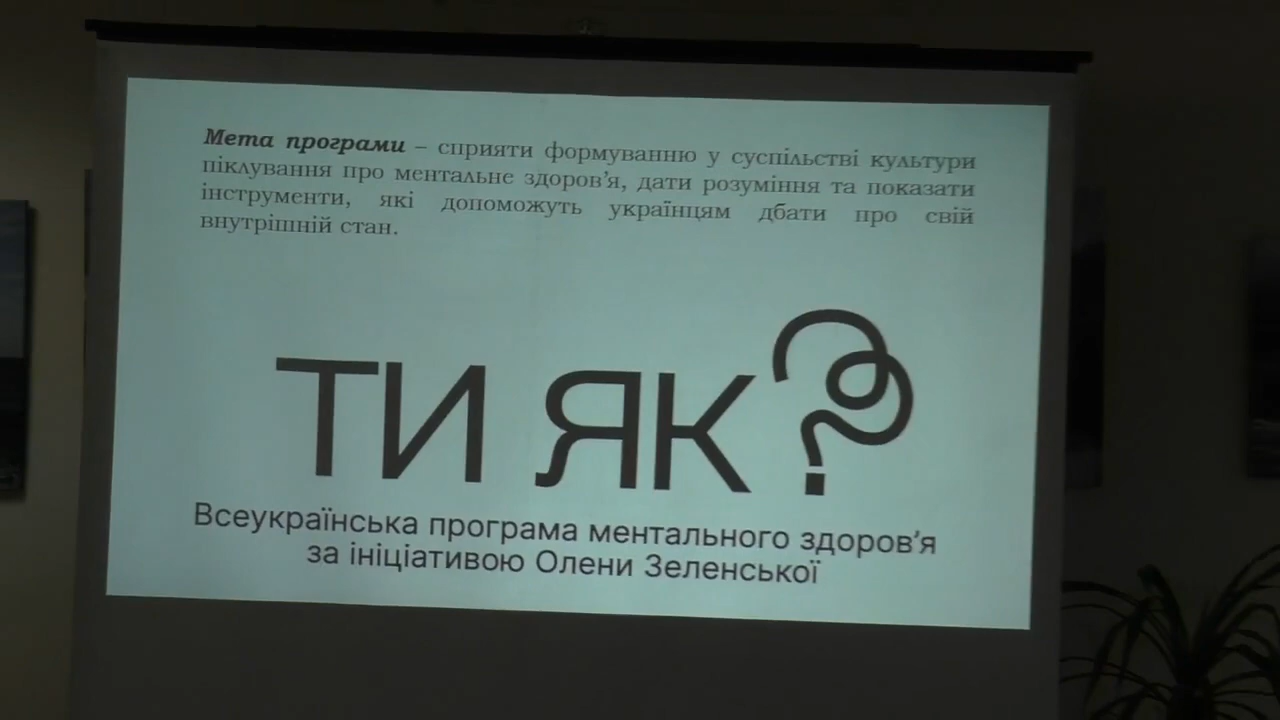 Мета програми – сприяти формуванню у суспільстві культури
піклування про ментальне здоров’я, дати розуміння та показати
інструменти, які допоможуть українцям дбати про свій
внутрішній стан.
ТИ ЯК?
Всеукраїнська програма ментального здоров’я
за ініціативою Олени Зеленської